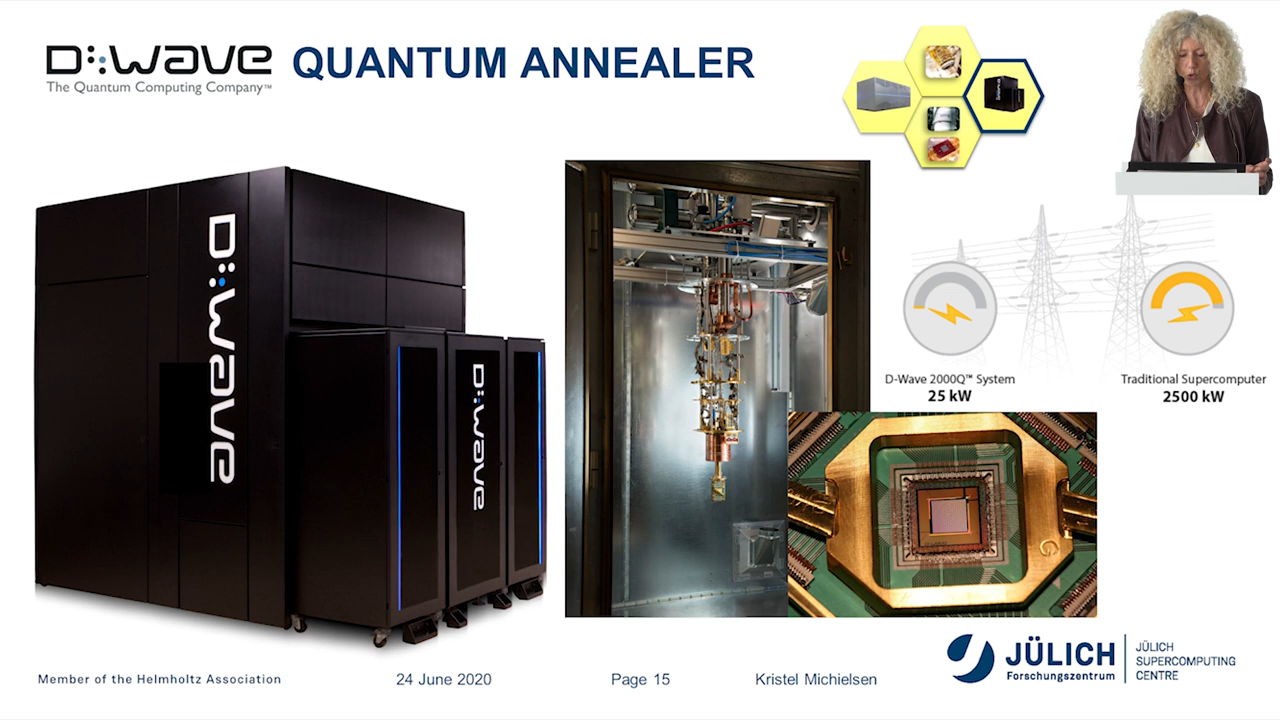 D:Wave
The Quantum Computing Company™
QUANTUM ANNEALER
D:Wave
D:Wave
D-Wave 2000Q™ System
25 kW
Traditional Supercomputer
2500 kW
Member of the Helmholtz Association
24 June 2020
Page 15
Kristel Michielsen
JÜLICH
Forschungszentrum
JÜLICH
SUPERCOMPUTING
CENTRE